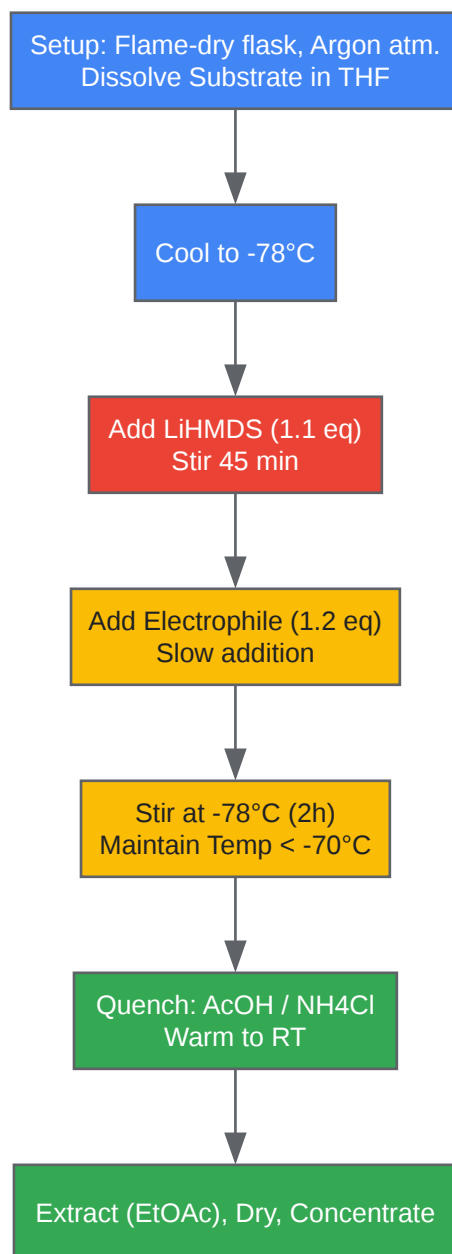 Setup: Flame-dry flask, Argon atm.
Dissolve Substrate in THF
Cool to -78°C
Add LiHMDS (1.1 eq)
Stir 45 min
Add Electrophile (1.2 eq)
Slow addition
Stir at -78°C (2h)
Maintain Temp < -70°C
Quench: AcOH / NH4Cl
Warm to RT
Extract (EtOAc), Dry, Concentrate